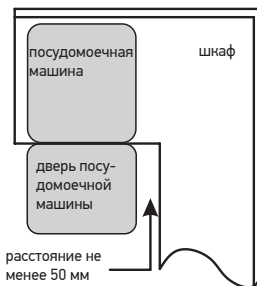 посудомоечная
машина
шкаф
дверь посу-
домоечной
машины
расстояние не
менее 50 мм